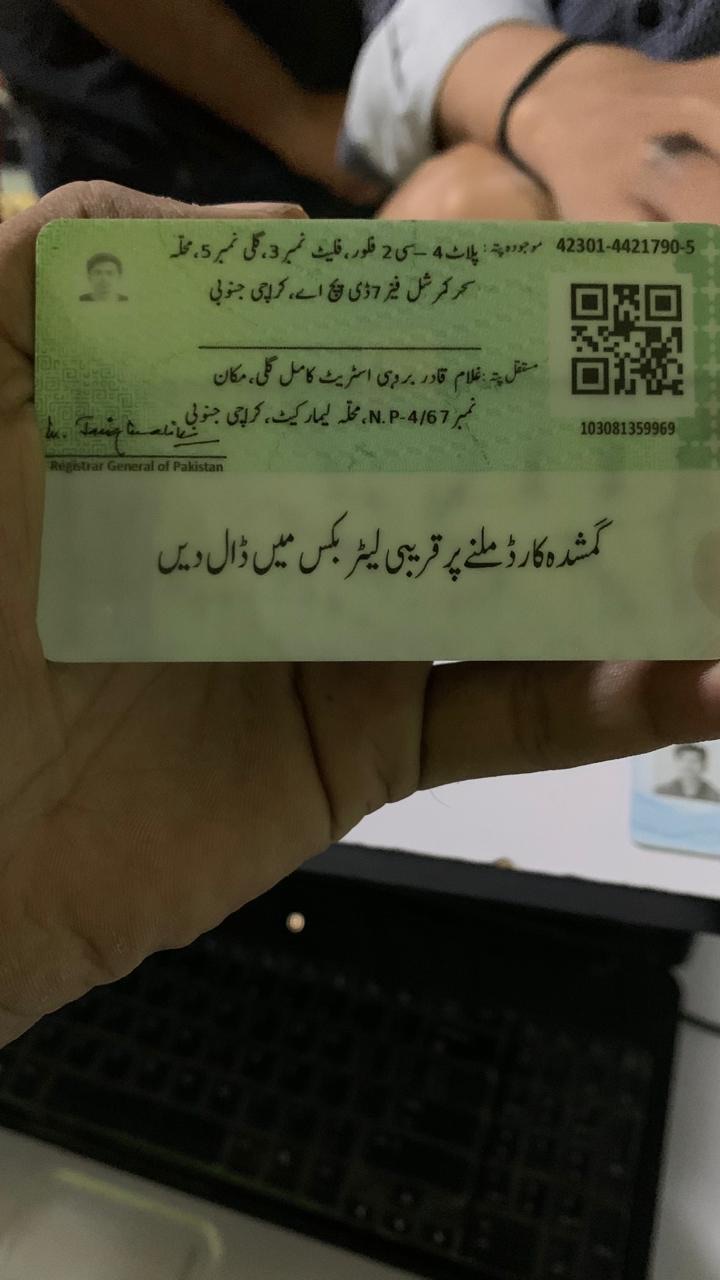 موجودہ پتہ: پلاٹ 4 – سی 2 فلور، فلیٹ نمبر 3، گلی نمبر 5، محلہ
42301-4421790-5
سحر کمرشل فیز 7 ڈی ایچ اے، کراچی جنوبی
مستقل پتہ: غلام قادر بروہی اسٹریٹ کامل گلی، مکان
نمبر N.P-4/67، محلہ لیمارکیٹ، کراچی جنوبی
103081359969
Registrar General of Pakistan
گمشدہ کارڈ ملنے پر قریبی لیٹر بکس میں ڈال دیں